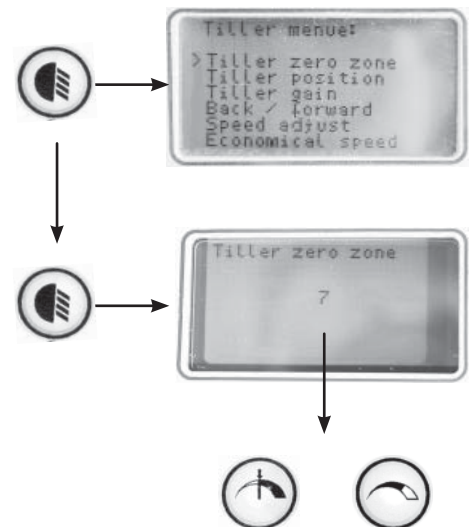 Tiller menue:
>Tiller zero zone
Tiller position
Tiller gain
Back / forward
Speed adjust
Economical speed
Tiller zero zone
7